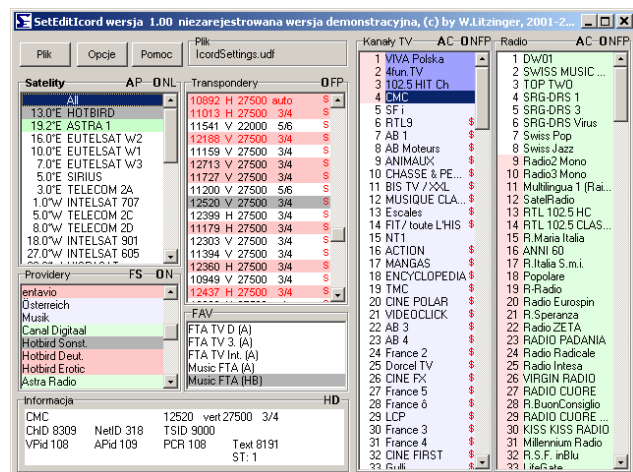 SetEditIcord wersja 1.00 niezarejestrowana wersja demonstracyjna, (c) by W.Litzinger, 2001-2...
Plik
Opcje
Pomoc
Plik
IcordSettings.udf
Satelity AP ONL
All
13.0°E HOTBIRD
19.2°E ASTRA 1
16.0°E EUTELSAT W2
10.0°E EUTELSAT W1
7.0°E EUTELSAT W3
5.0°E SIRIUS
3.0°E TELECOM 2A
1.0°W INTELSAT 707
5.0°W TELECOM 2C
8.0°W TELECOM 2D
18.0°W INTELSAT 901
27.0°W INTELSAT 605
Transpondery OFP
10892 H 27500 auto S
11013 H 27500 3/4 S
11541 V 22000 5/6 S
12188 V 27500 3/4 S
11159 V 27500 3/4 S
12713 V 27500 3/4 S
11727 V 27500 3/4 S
11200 V 27500 5/6 S
12520 V 27500 3/4 S
12399 H 27500 3/4 S
11179 H 27500 3/4 S
12303 V 27500 3/4 S
11394 V 27500 3/4 S
12360 H 27500 3/4 S
10949 V 27500 3/4 S
12437 H 27500 3/4 S
Providery FS ON
entavio
Österreich
Musik
Canal Digitaal
Hotbird Sonst.
Hotbird Deut.
Hotbird Erotic
Astra Radio
FAV
FTA TV D (A)
FTA TV 3. (A)
FTA TV Int. (A)
Music FTA (A)
Music FTA (HB)
Informacja HD
CMC 12520 vert 27500 3/4
ChID 8309 NetID 318 TSID 9000
VPid 108 APid 109 PCR 108 Text 8191
ST: 1
Kanały TV AC-ONFP
1 VIVA Polska
2 4fun.TV
3 102.5 HIT Ch
4 CMC
5 SF i
6 RTL9 $
7 AB 1 $
8 AB Moteurs $
9 ANIMAUX $
10 CHASSE & PE... $
11 BIS TV /XXL $
12 MUSIQUE CLA... $
13 Escales $
14 FIT/ toute L'HIS $
15 NT1
16 ACTION $
17 MANGAS $
18 ENCYCLOPEDIA $
19 TMC $
20 CINE POLAR $
21 VIDEOCLICK $
22 AB 3 $
23 AB 4 $
24 France 2 $
25 Dorcel TV $
26 CINE FX $
27 France 5 $
28 France ô $
29 LCP $
30 France 3 $
31 France 4 $
32 CINE FIRST $
33 Gulli $
Radio AC-ONFP
1 DW01
2 SWISS MUSIC ...
3 TOP TWO
4 SRG-DRS 1
5 SRG-DRS 3
6 SRG-DRS Virus
7 Swiss Pop
8 Swiss Jazz
9 Radio2 Mono
10 Radio3 Mono
11 Multilingua 1 (Rai...
12 SatelRadio
13 RTL 102.5 HC
14 RTL 102.5 CLAS...
15 R.Maria Italia
16 ANNI 60
17 R.Italia S.m.i.
18 Popolare
19 R-Radio
20 Radio Eurospin
21 R.Speranza
22 Radio ZETA
23 RADIO PADANIA
24 Radio Radicale
25 Radio Intesa
26 VIRGIN RADIO
27 RADIO CUORE
28 R.BuonConsiglio
29 RADIO CUORE
30 KISS KISS RADIO
31 Millennium Radio
32 R.S.F. inBlu
33 LifeGate